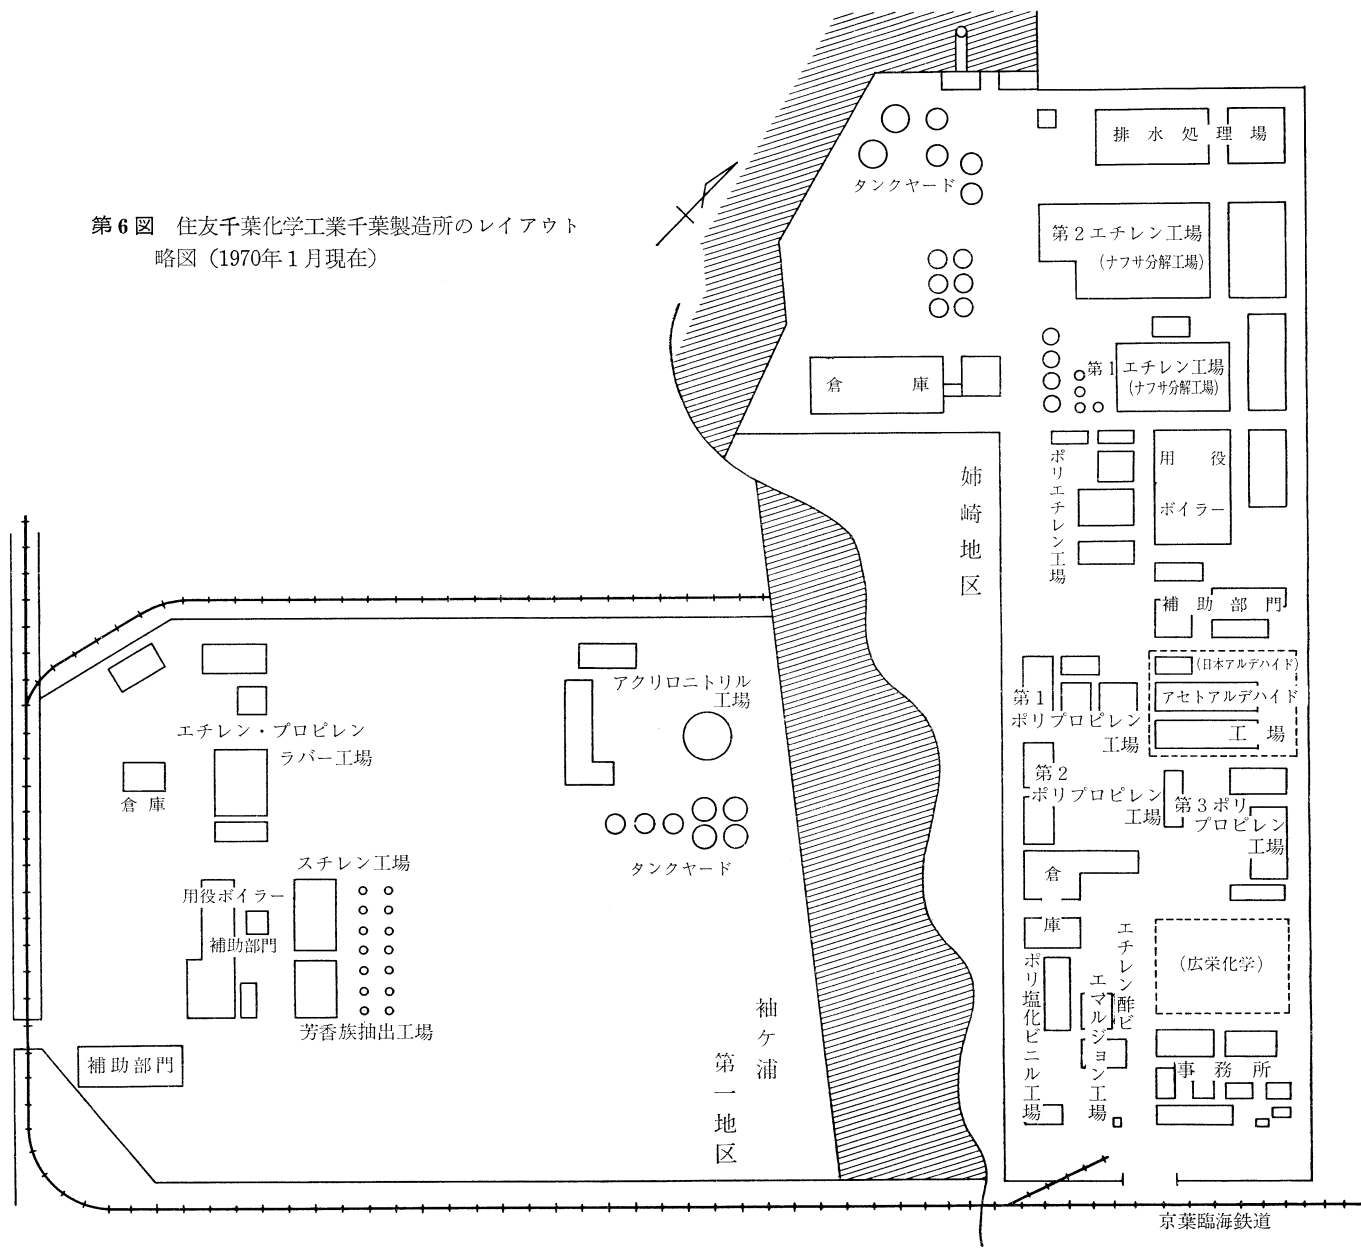 第6図 住友千葉化学工業千葉製造所のレイアウト
略図(1970年1月現在)
排水処理場
タンクヤード
第2エチレン工場
(ナフサ分解工場)
倉庫
第1エチレン工場
(ナフサ分解工場)
姉崎地区
ポリエチレン工場
用役
ボイラー
補助部門
(日本アルデハイド)
アセトアルデハイド
工場
第1
ポリプロピレン
工場
第2
ポリプロピレン
工場
第3ポリ
プロピレン
工場
倉
庫
ポリ塩化ビニル工場
エチレン酢ビ
エマルジョン工場
(広栄化学)
事務所
京葉臨海鉄道
アクリロニトリル
工場
タンクヤード
エチレン・プロピレン
ラバー工場
倉庫
スチレン工場
用役ボイラー
補助部門
芳香族抽出工場
補助部門
袖ケ浦
第一地区